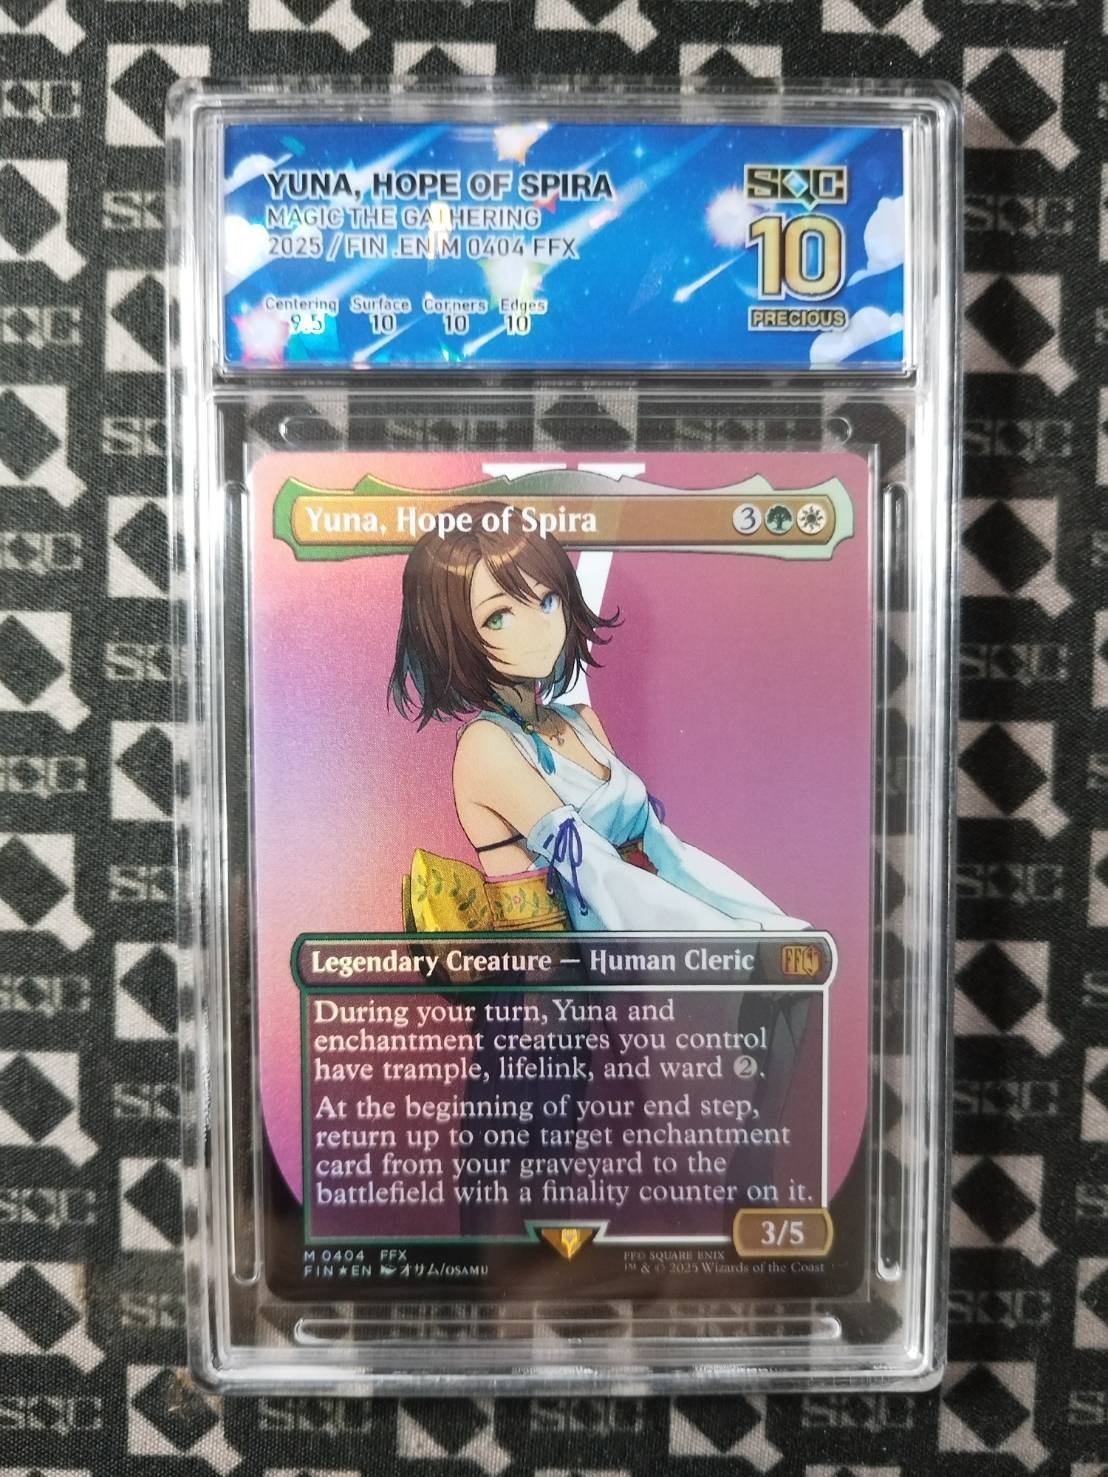 YUNA, HOPE OF SPIRA
MAGIC THE GATHERING
2025 / FIN .EN M 0404 FFX
Centering Surface Corners Edges
9.5 10 10 10
SQC
10
PRECIOUS
Yuna, Hope of Spira 3
Legendary Creature — Human Cleric FF
During your turn, Yuna and
enchantment creatures you control
have trample, lifelink, and ward 2.
At the beginning of your end step,
return up to one target enchantment
card from your graveyard to the
battlefield with a finality counter on it.
3/5
M 0404 FFX
FIN★EN オサム/OSAMU
FF© SQUARE ENIX
™ & © 2025 Wizards of the Coast